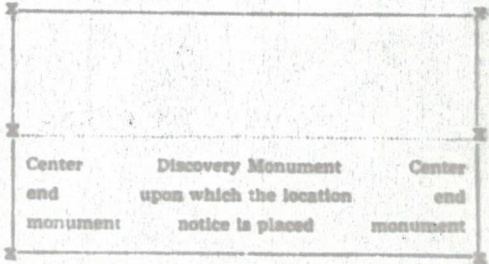 Center Discovery Monument Center
end upon which the location end
monument notice is placed monument